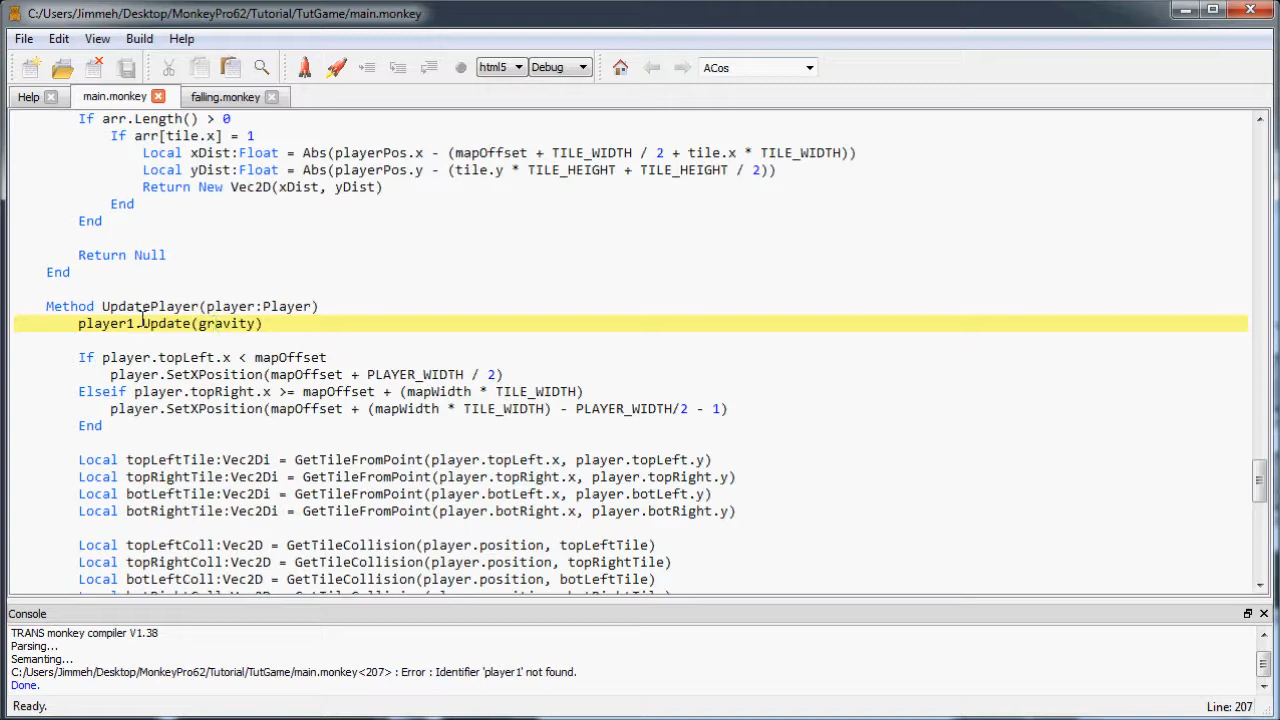 C:/Users/Jimmeh/Desktop/MonkeyPro62/Tutorial/TutGame/main.monkey
File Edit View Build Help
html5 Debug ACos
Help main.monkey falling.monkey
If arr.Length() > 0
If arr[tile.x] = 1
Local xDist:Float = Abs(playerPos.x - (mapOffset + TILE_WIDTH / 2 + tile.x * TILE_WIDTH))
Local yDist:Float = Abs(playerPos.y - (tile.y * TILE_HEIGHT + TILE_HEIGHT / 2))
Return New Vec2D(xDist, yDist)
End
End
Return Null
End
Method UpdatePlayer(player:Player)
player1.Update(gravity)
If player.topLeft.x < mapOffset
player.SetXPosition(mapOffset + PLAYER_WIDTH / 2)
Elseif player.topRight.x >= mapOffset + (mapWidth * TILE_WIDTH)
player.SetXPosition(mapOffset + (mapWidth * TILE_WIDTH) - PLAYER_WIDTH/2 - 1)
End
Local topLeftTile:Vec2Di = GetTileFromPoint(player.topLeft.x, player.topLeft.y)
Local topRightTile:Vec2Di = GetTileFromPoint(player.topRight.x, player.topRight.y)
Local botLeftTile:Vec2Di = GetTileFromPoint(player.botLeft.x, player.botLeft.y)
Local botRightTile:Vec2Di = GetTileFromPoint(player.botRight.x, player.botRight.y)
Local topLeftColl:Vec2D = GetTileCollision(player.position, topLeftTile)
Local topRightColl:Vec2D = GetTileCollision(player.position, topRightTile)
Local botLeftColl:Vec2D = GetTileCollision(player.position, botLeftTile)
Console
TRANS monkey compiler V1.38
Parsing...
Semanting...
C:/Users/Jimmeh/Desktop/MonkeyPro62/Tutorial/TutGame/main.monkey<207> : Error : Identifier 'player1' not found.
Done.
Ready. Line: 207